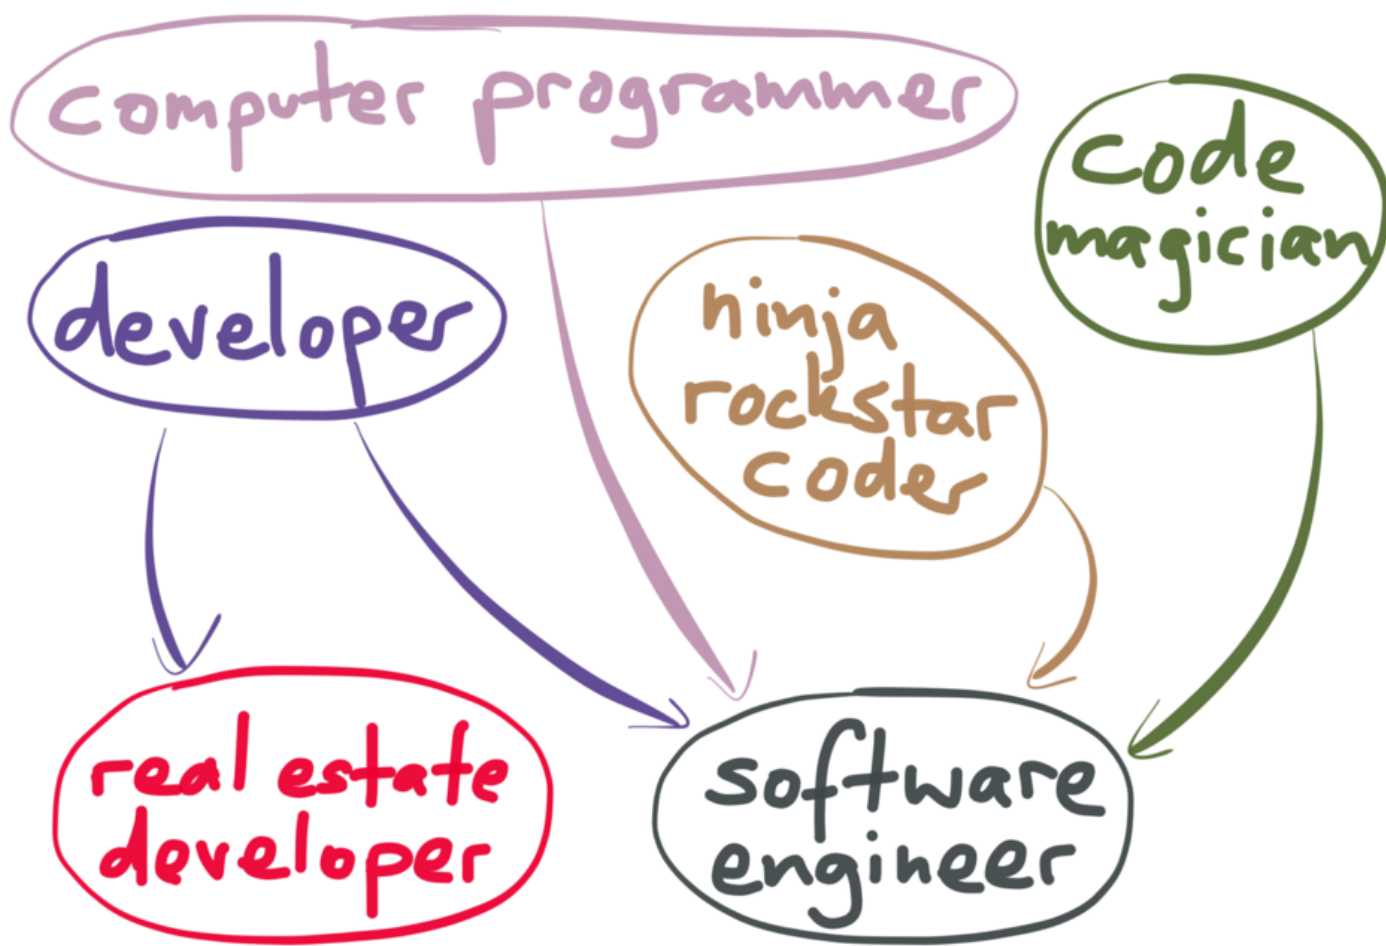 computer programmer
code
magician
developer
ninja
rockstar
coder
real estate
developer
software
engineer